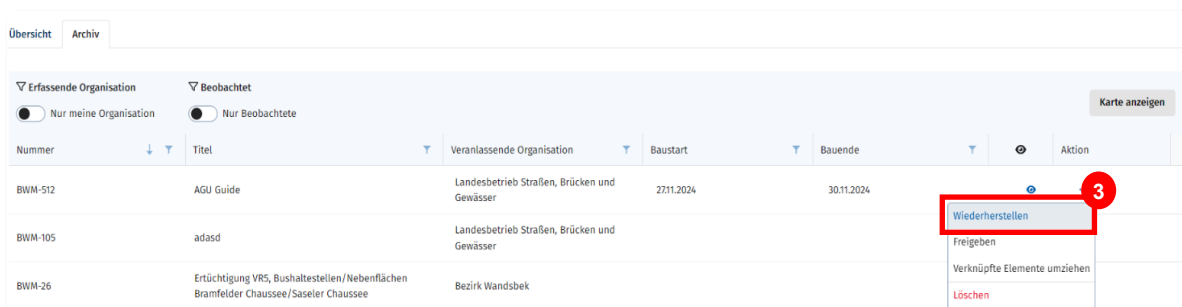 Übersicht Archiv
Erfassende Organisation Beobachtet
Nur meine Organisation Nur Beobachtete
Karte anzeigen
Nummer Titel Veranlassende Organisation Baustart Bauende Aktion
BWM-512 AGU Guide Landesbetrieb Straßen, Brücken und Gewässer 27.11.2024 30.11.2024
3
Wiederherstellen
BWM-105 adasd Landesbetrieb Straßen, Brücken und Gewässer
Freigeben
Verknüpfte Elemente umziehen
BWM-26 Ertüchtigung VR5, Bushaltestellen/Nebenflächen Bramfelder Chaussee/Saseler Chaussee Bezirk Wandsbek
Löschen